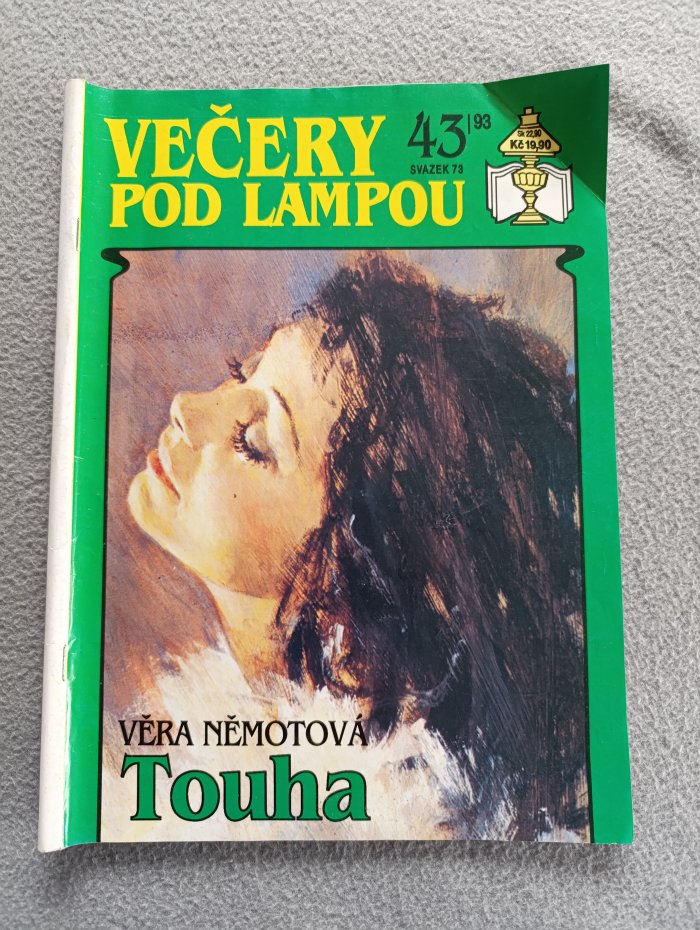 VEČERY
POD LAMPOU
43/93
SVAZEK 73
Sk 22,90
Kč 19,90
VĚRA NĚMOTOVÁ
Touha